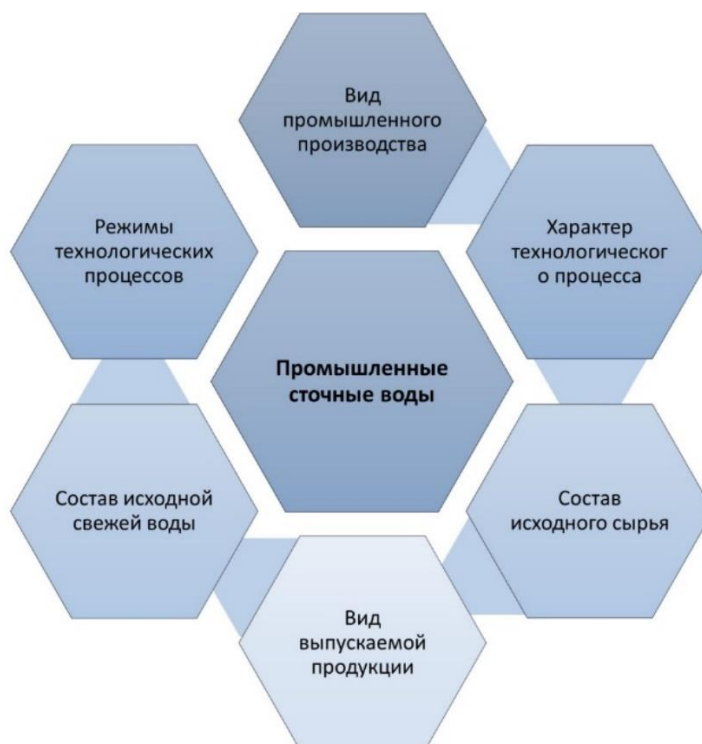 Вид
промышленного
производства
Режимы
технологических
процессов
Характер
технологическог
о процесса
Промышленные
сточные воды
Состав исходной
свежей воды
Состав
исходного сырья
Вид
выпускаемой
продукции